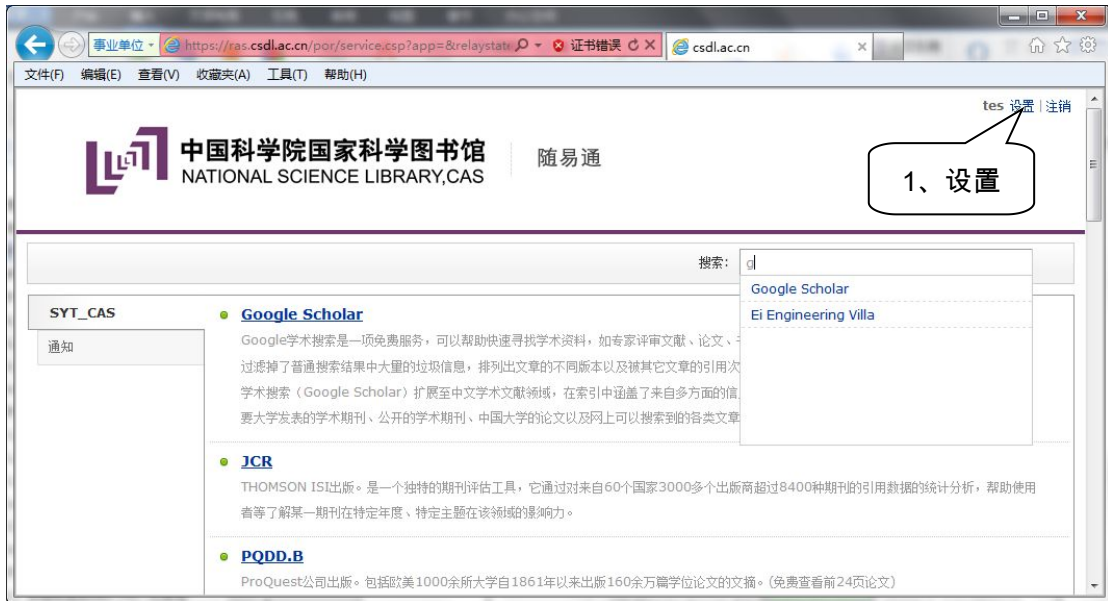 事业单位
https://ras.csdl.ac.cn/por/service.csp?app=&relaystat
证书错误
csdl.ac.cn
文件(F) 编辑(E) 查看(V) 收藏夹(A) 工具(T) 帮助(H)
tes 设置 | 注销
中国科学院国家科学图书馆
NATIONAL SCIENCE LIBRARY,CAS
随易通
1、设置
搜索: g
Google Scholar
Ei Engineering Villa
SYT_CAS
通知
Google Scholar
Google学术搜索是一项免费服务，可以帮助快速寻找学术资料，如专家评审文献、论文、
过滤掉了普通搜索结果中大量的垃圾信息，排列出文章的不同版本以及被其它文章的引用次
学术搜索（Google Scholar）扩展至中文学术文献领域，在索引中涵盖了来自多方面的信
要大学发表的学术期刊、公开的学术期刊、中国大学的论文以及网上可以搜索到的各类文章
JCR
THOMSON ISI出版。是一个独特的期刊评估工具，它通过对来自60个国家3000多个出版商超过8400种期刊的引用数据的统计分析，帮助使用
者等了解某一期刊在特定年度、特定主题在该领域的影响力。
PQDD.B
ProQuest公司出版。包括欧美1000余所大学自1861年以来出版160余万篇学位论文的文摘。(免费查看前24页论文)